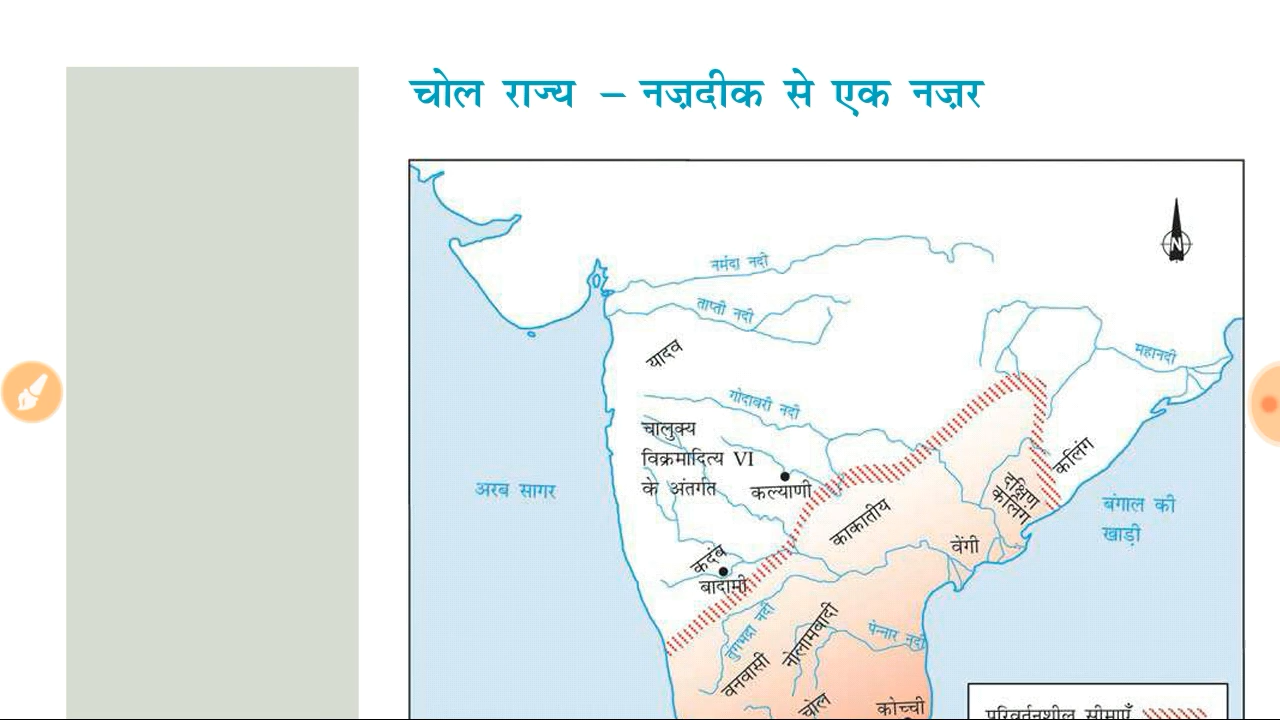 चोल राज्य – नज़दीक से एक नज़र
N
नर्मदा नदी
ताप्ती नदी
यादव
महानदी
गोदावरी नदी
चालुक्य
विक्रमादित्य VI
के अंतर्गत
कल्याणी
अरब सागर
कलिंग
दक्षिण
कलिंग
बंगाल की
खाड़ी
काकातीय
वेंगी
कदंब
बादामी
तुंगभद्रा नदी
नोलामवादी
पेन्नार नदी
वनवासी
चोल
कोच्ची
परिवर्तनशील सीमाएँ